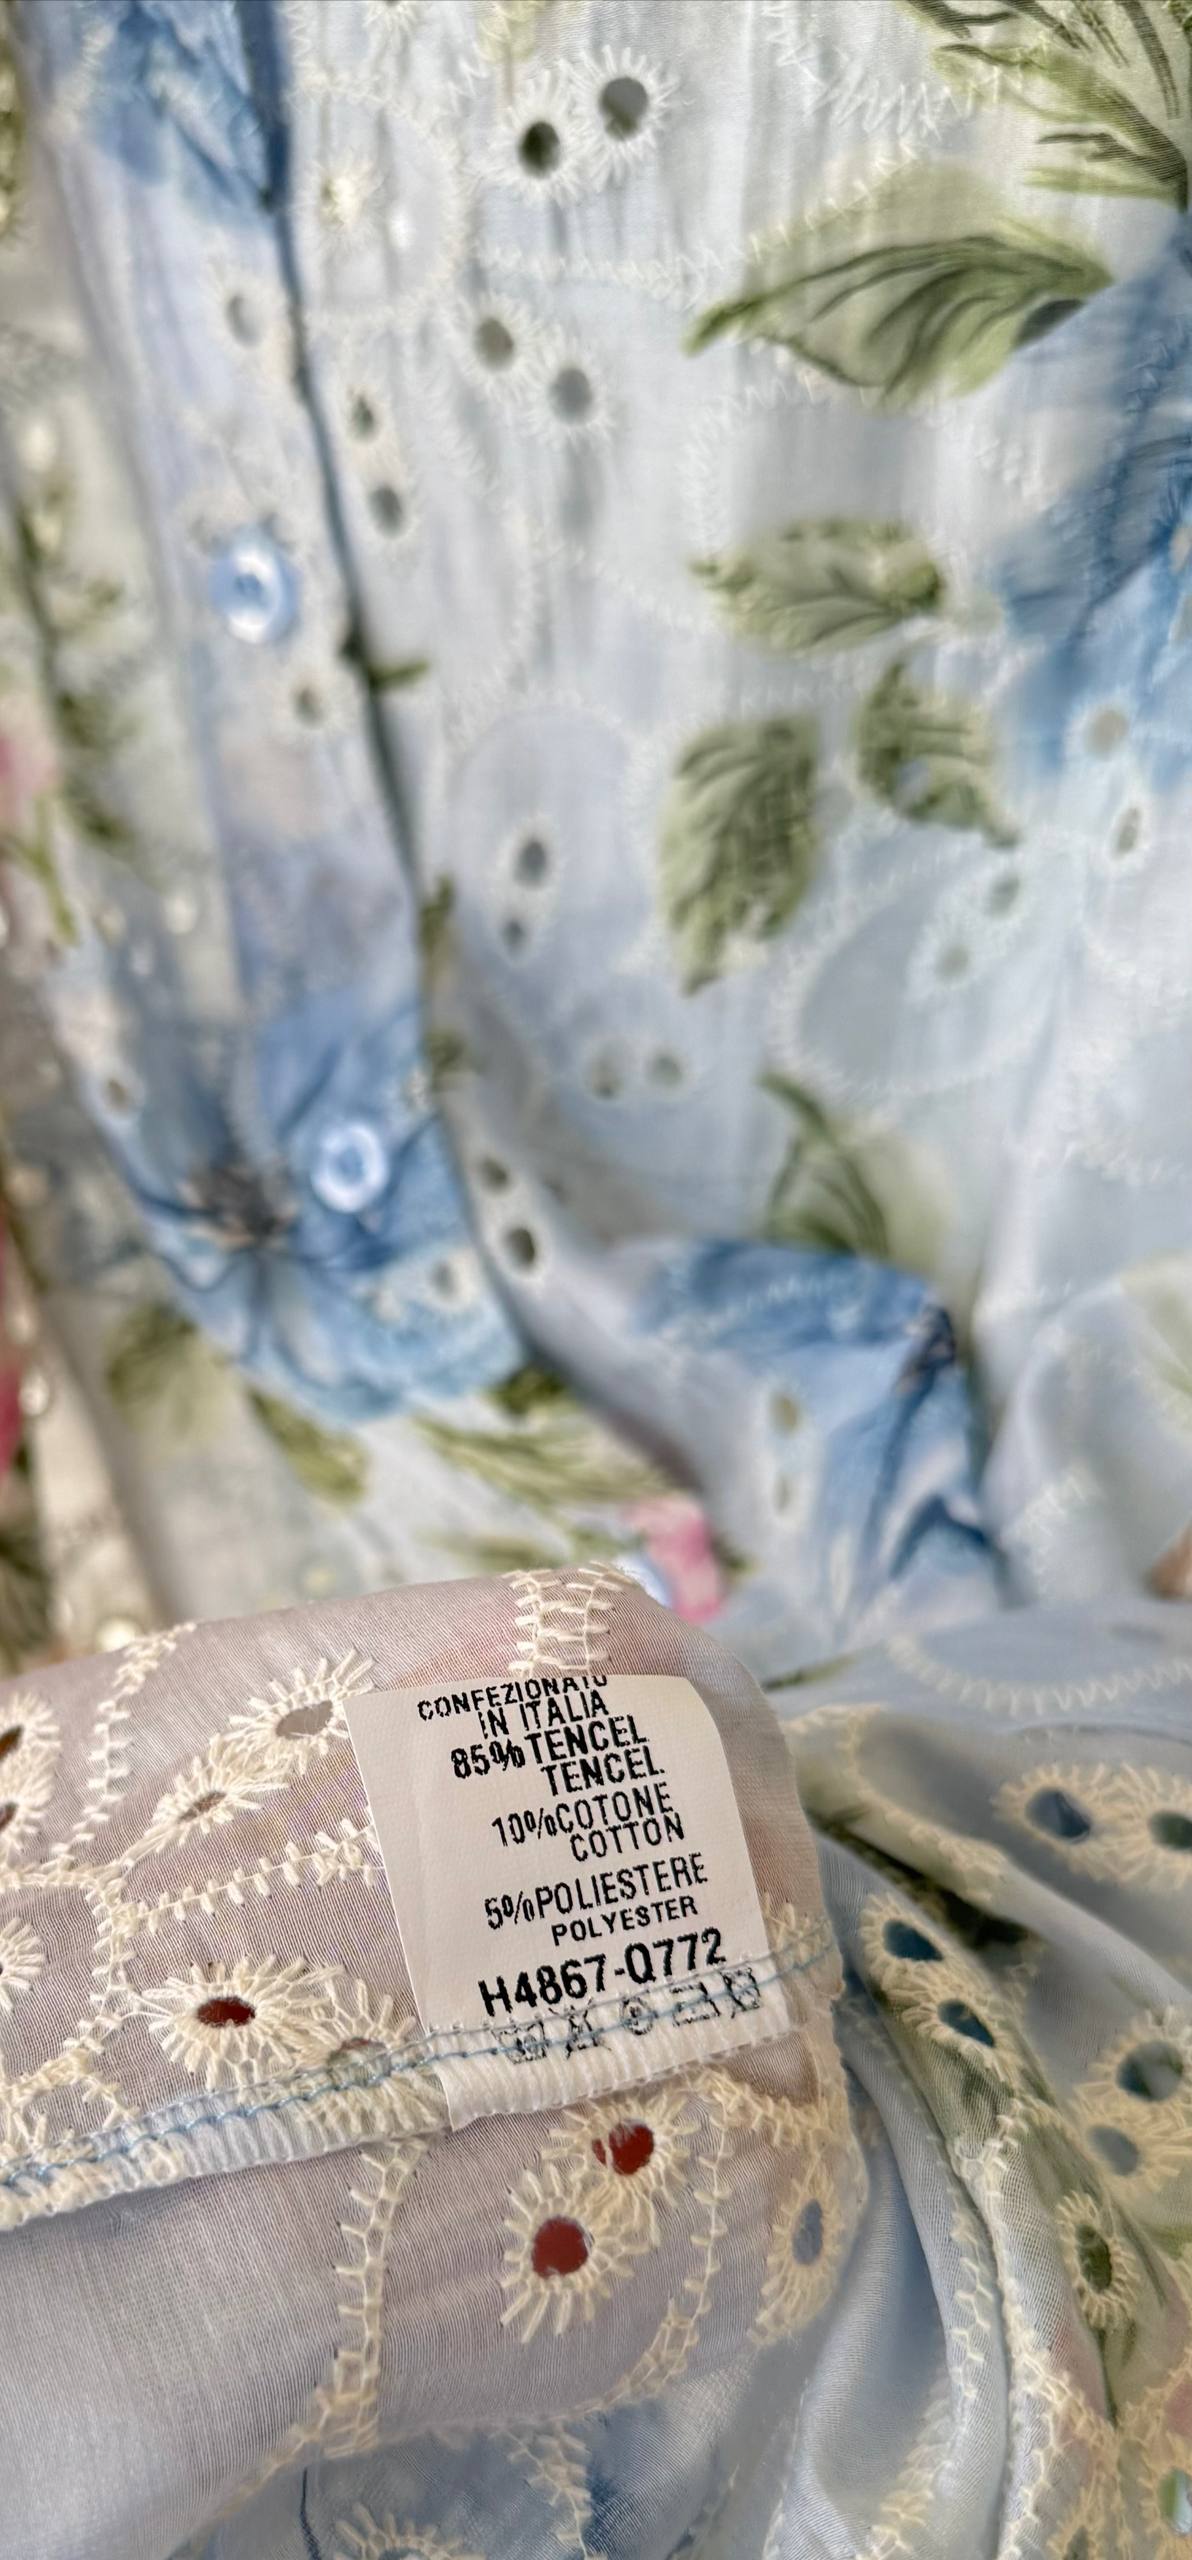 CONFEZIONATO
IN ITALIA
85%TENCEL
TENCEL
10%COTONE
COTTON
5%POLIESTERE
POLYESTER
H4867-Q772